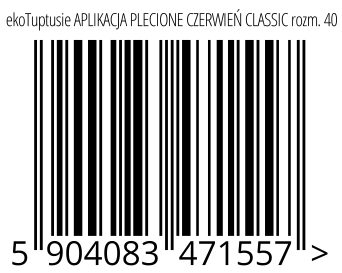 ekoTuptusie APLIKACJA PLECIONE CZERWIEŃ CLASSIC rozm. 40
5 904083 471557 >